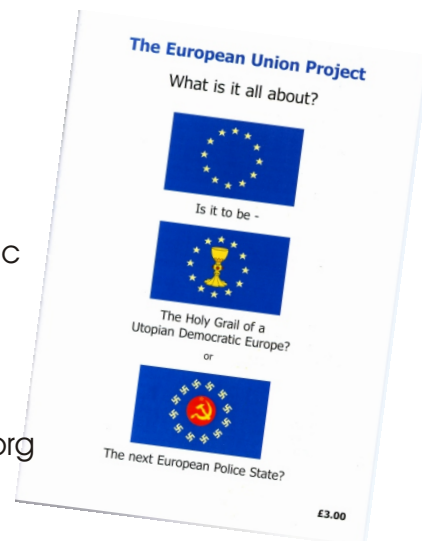 The European Union Project
What is it all about?
Is it to be -
c
The Holy Grail of a
Utopian Democratic Europe?
or
org
The next European Police State?
£3.00